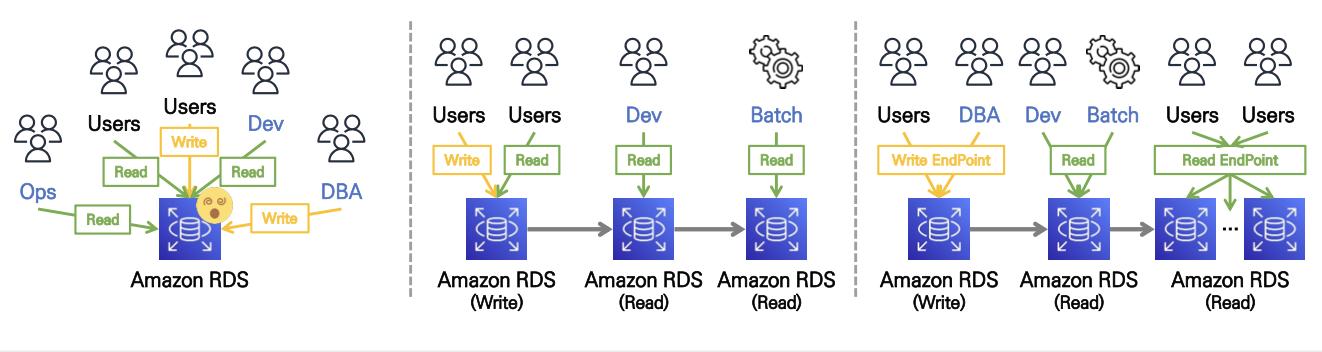 Users
Users
Dev
Write
Read
Read
Ops
DBA
Read
Write
Amazon RDS
Users
Users
Dev
Batch
Write
Read
Read
Read
Amazon RDS
(Write)
Amazon RDS
(Read)
Amazon RDS
(Read)
Users
DBA
Dev
Batch
Users
Users
Write EndPoint
Read
Read EndPoint
...
Amazon RDS
(Write)
Amazon RDS
(Read)
Amazon RDS
(Read)